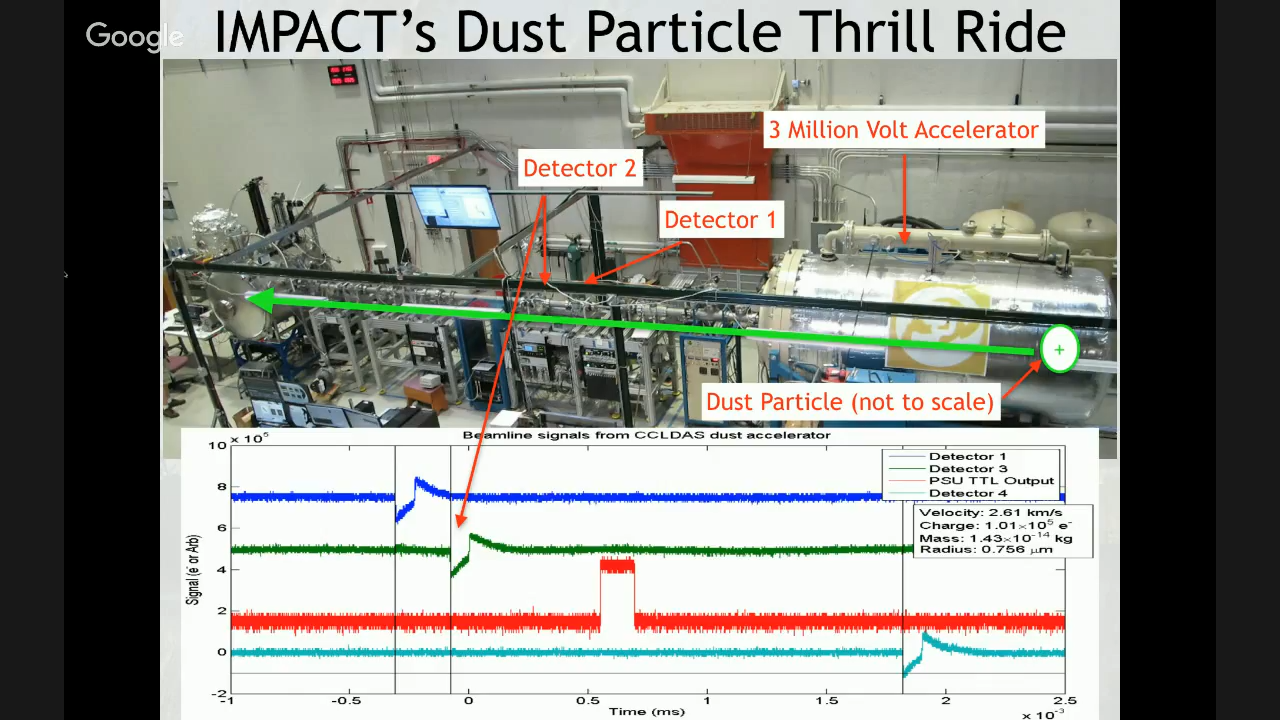 Google
IMPACT's Dust Particle Thrill Ride
3 Million Volt Accelerator
Detector 2
Detector 1
+
Dust Particle (not to scale)
Beamline signals from CCLDAS dust accelerator
10 x 10⁵
8
6
4
2
0
-2
Signal (e⁻ or Arb)
Detector 1
Detector 3
PSU TTL Output
Detector 4
Velocity: 2.61 km/s
Charge: 1.01×10⁵ e⁻
Mass: 1.43×10⁻¹⁴ kg
Radius: 0.756 μm
-1 -0.5 0 0.5 1 1.5 2 2.5
Time (ms)
x 10⁻³